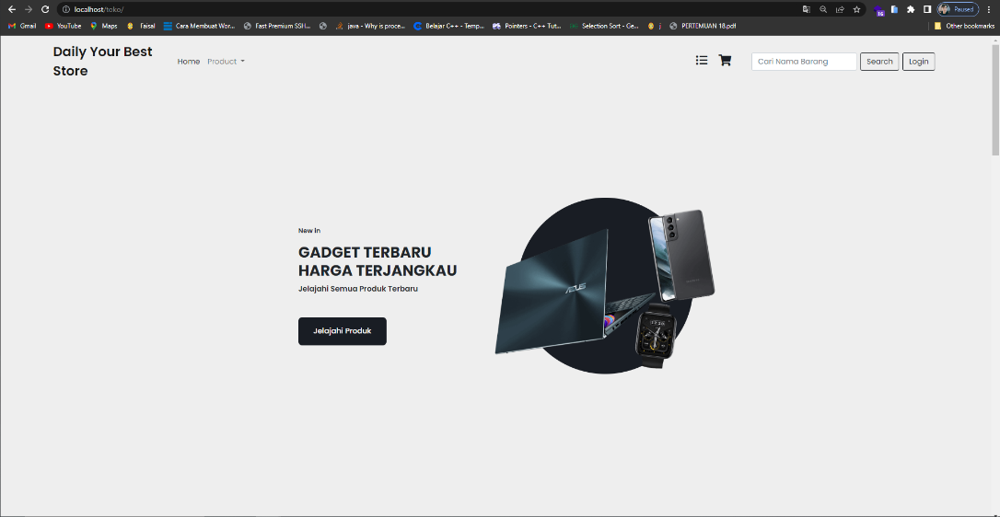 localhost/toko/
16
Paused
Gmail
YouTube
Maps
Faisal
Cara Membuat Wor...
Fast Premium SSH...
java - Why is proce...
Belajar C++ - Temp...
Pointers - C++ Tut...
Selection Sort - Ge...
j
PERTEMUAN 18.pdf
Other bookmarks
Daily Your Best
Store
Home
Product
Cari Nama Barang
Search
Login
New in
GADGET TERBARU
HARGA TERJANGKAU
Jelajahi Semua Produk Terbaru
Jelajahi Produk
ASUS